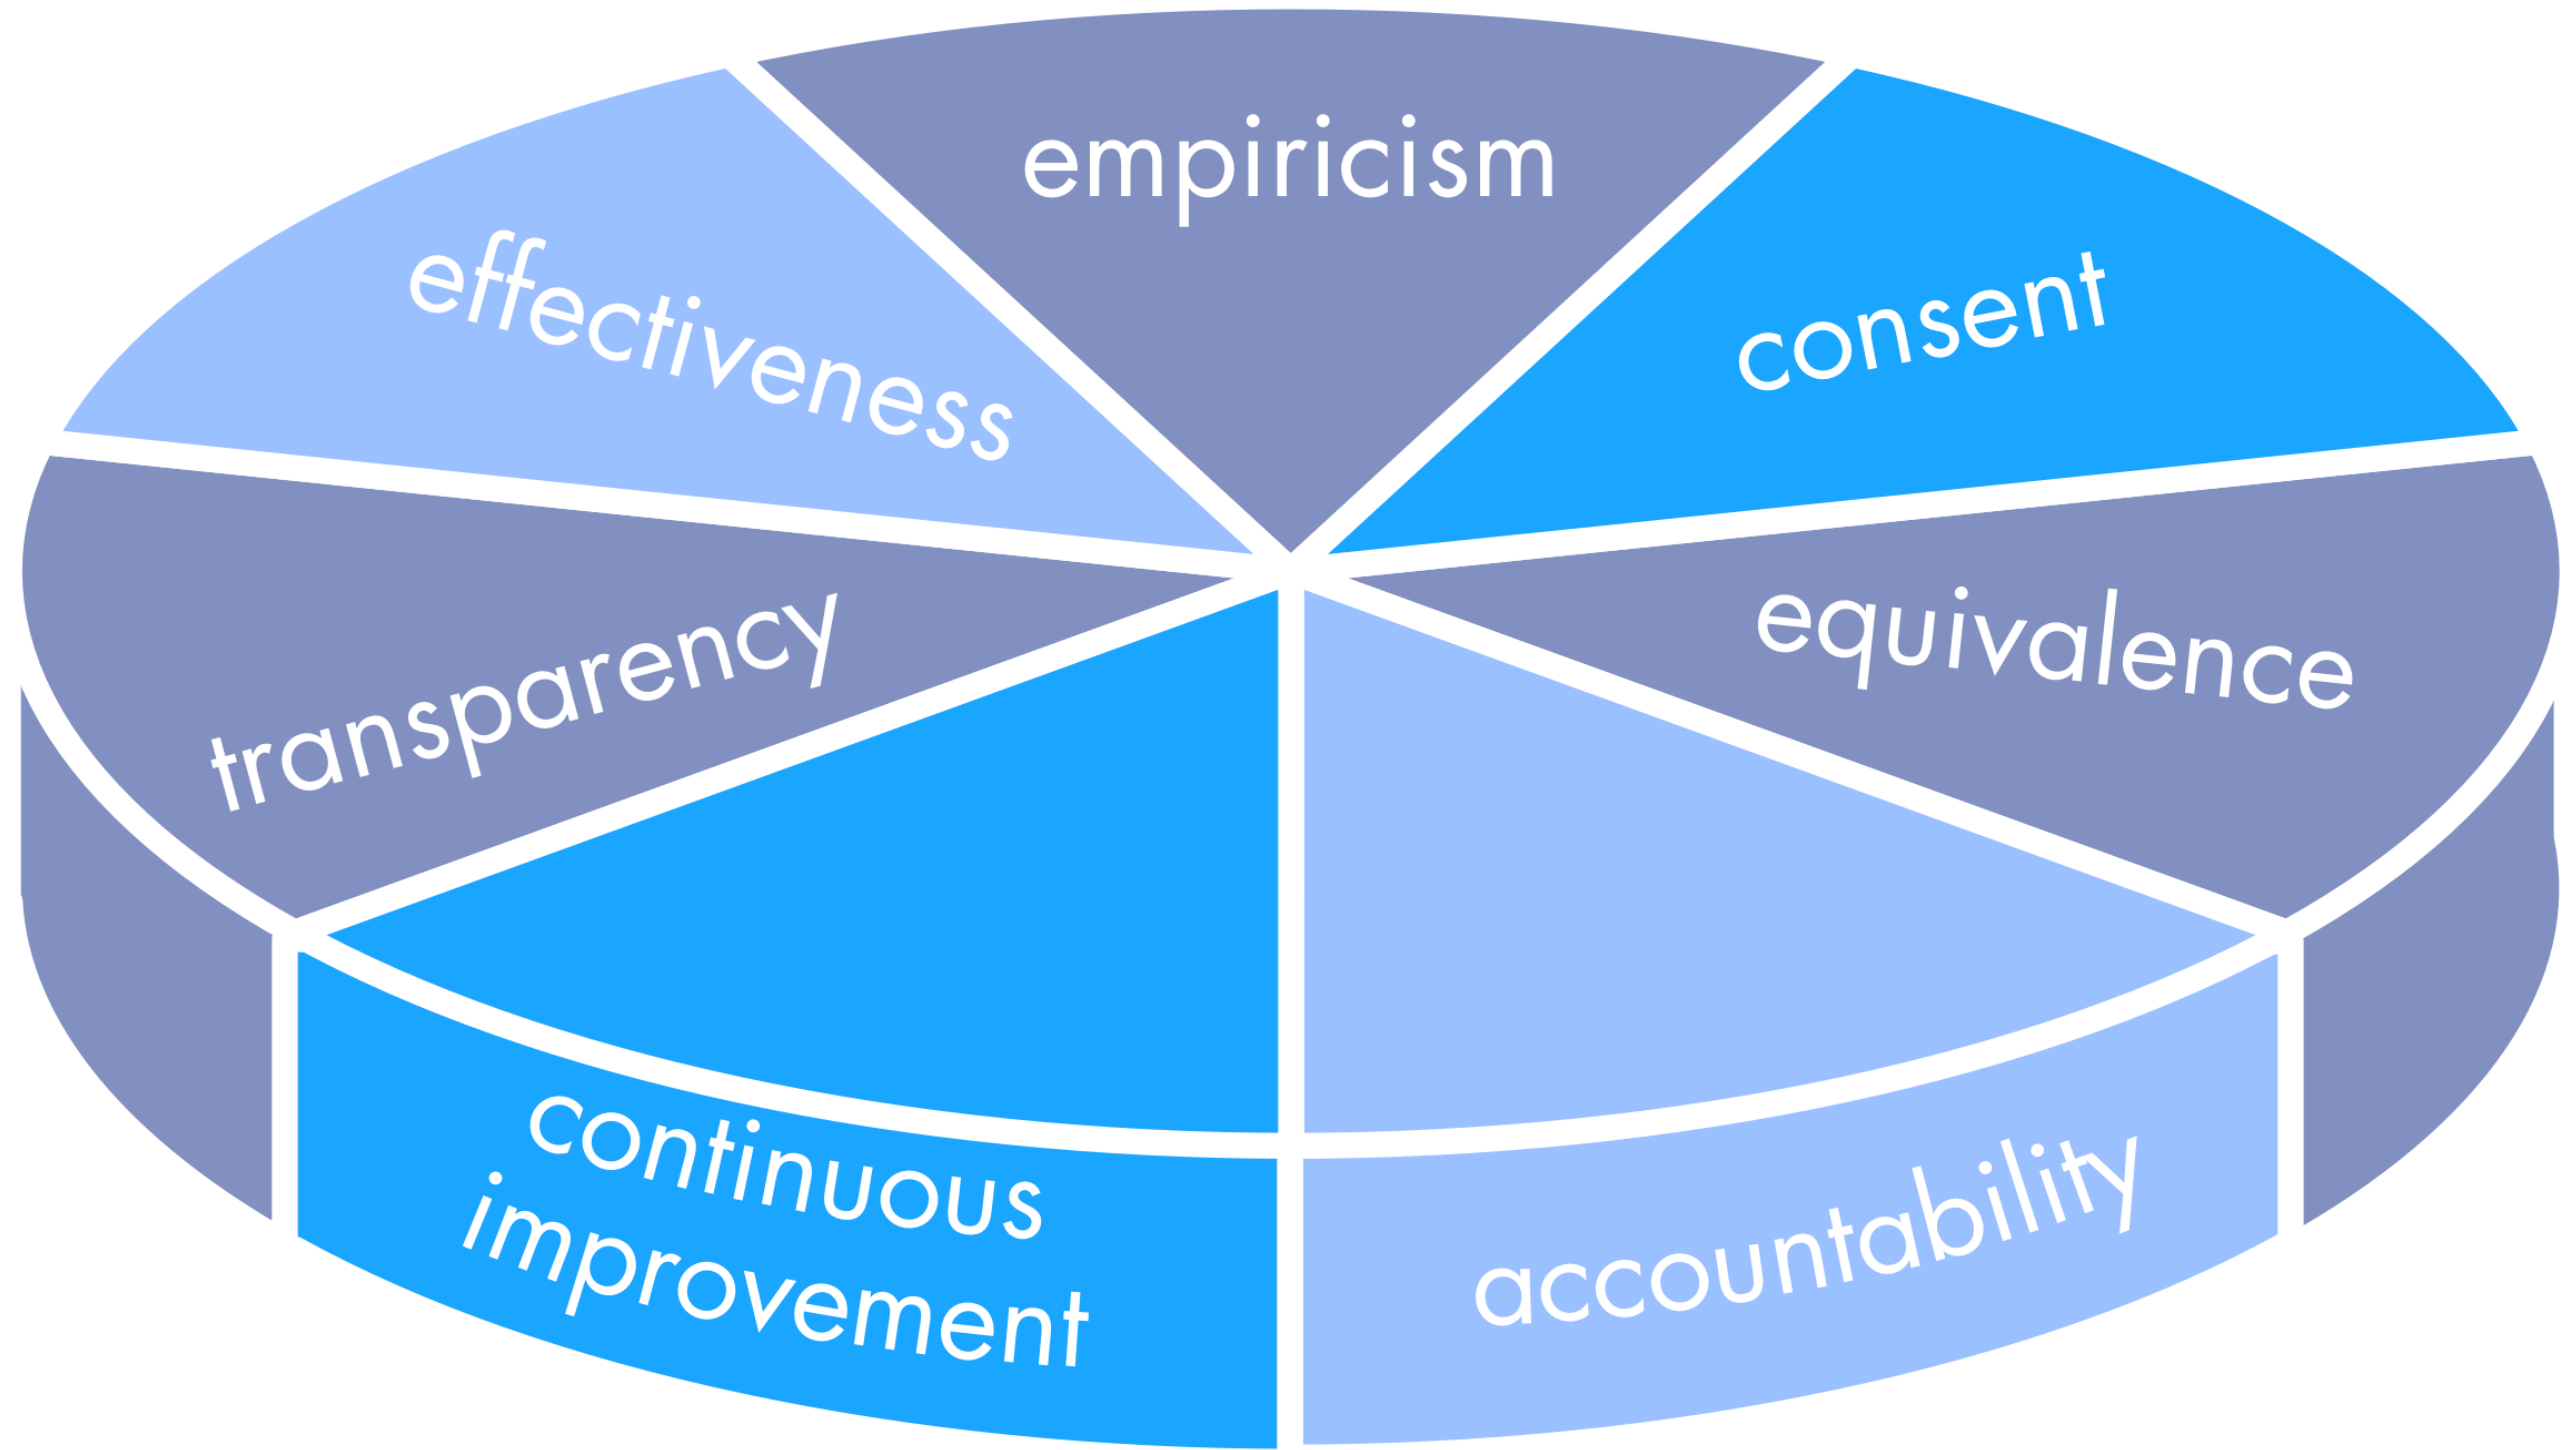 empiricism
effectiveness
consent
transparency
equivalence
continuous
improvement
accountability